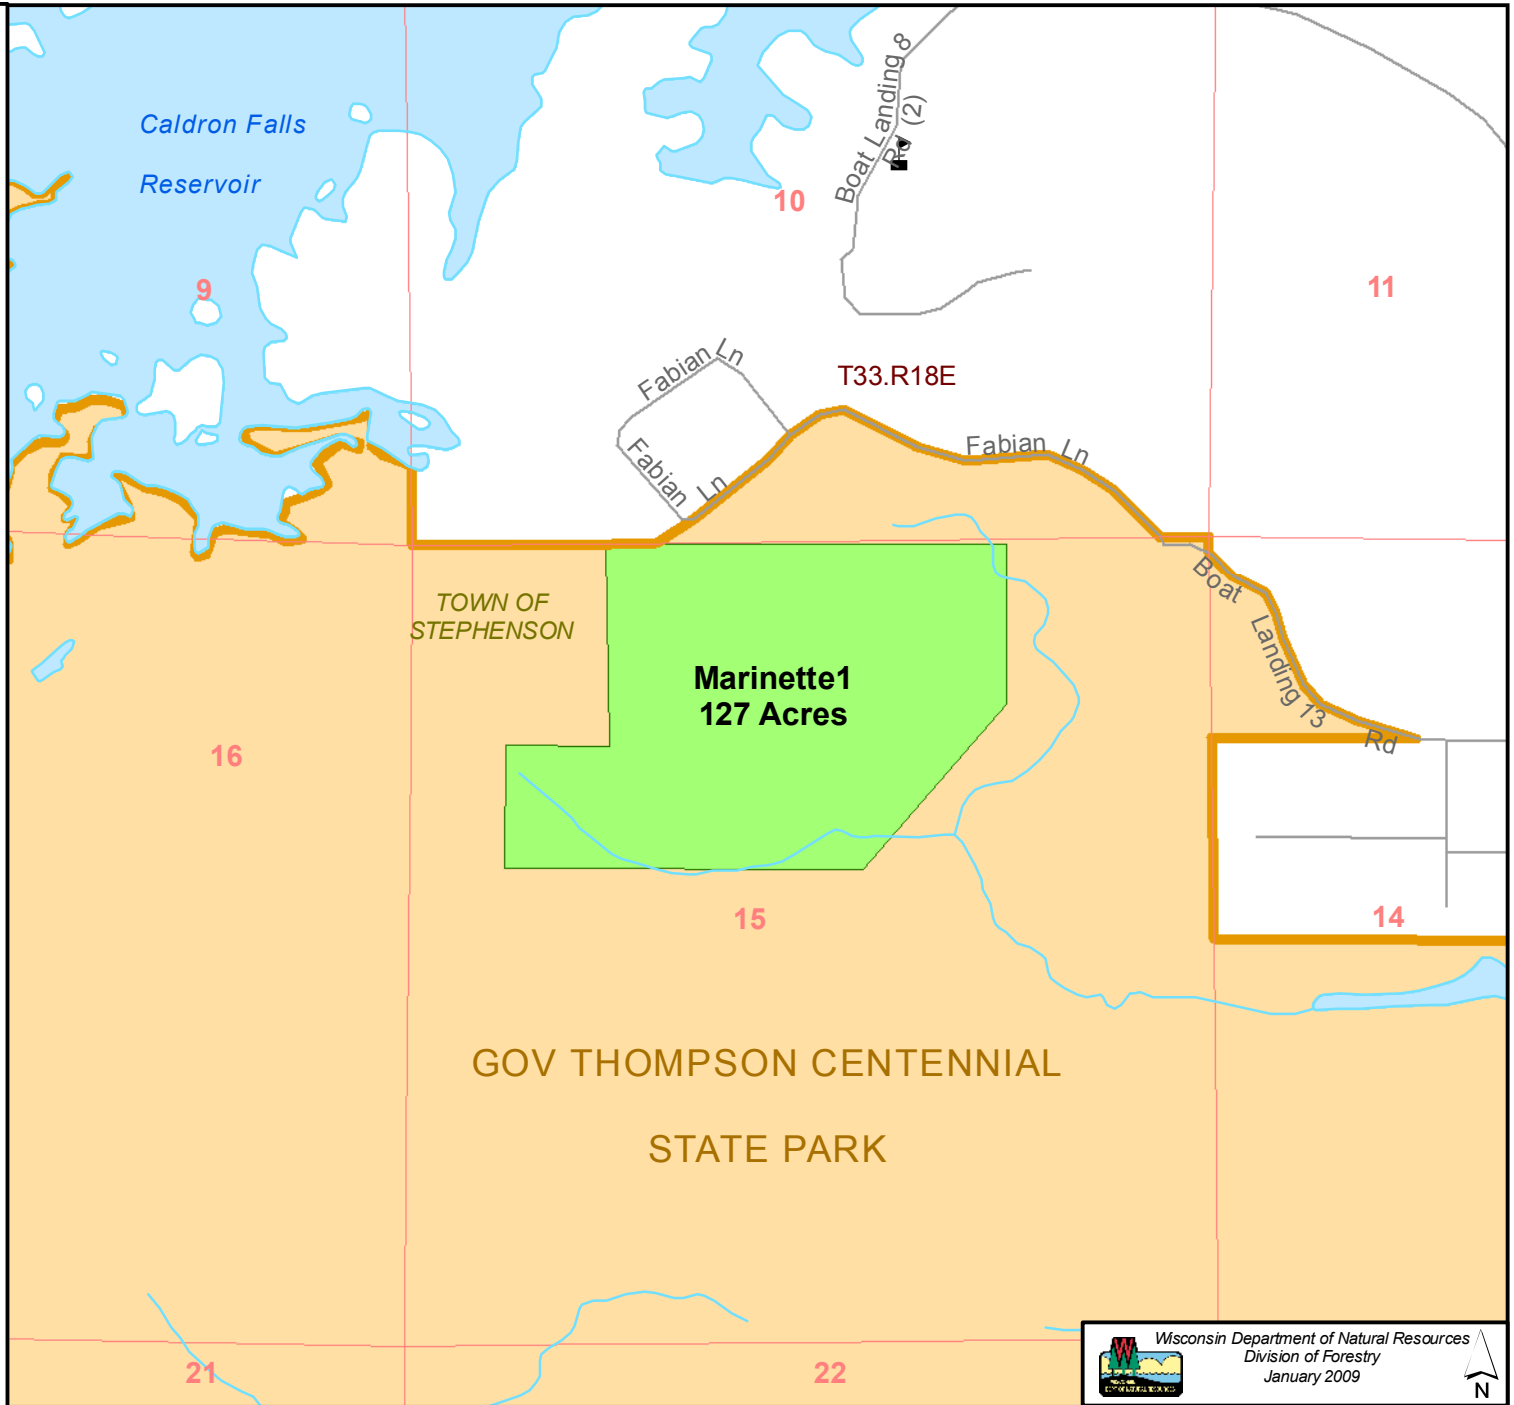 Boat Landing 8
Rd (2)
Caldron Falls
Reservoir
10
9
11
Fabian Ln
T33.R18E
Fabian Ln
Fabian Ln
Boat Landing 13 Rd
TOWN OF
STEPHENSON
Marinette1
127 Acres
16
15
14
GOV THOMPSON CENTENNIAL
STATE PARK
21
22
Wisconsin Department of Natural Resources
Division of Forestry
January 2009
W
N